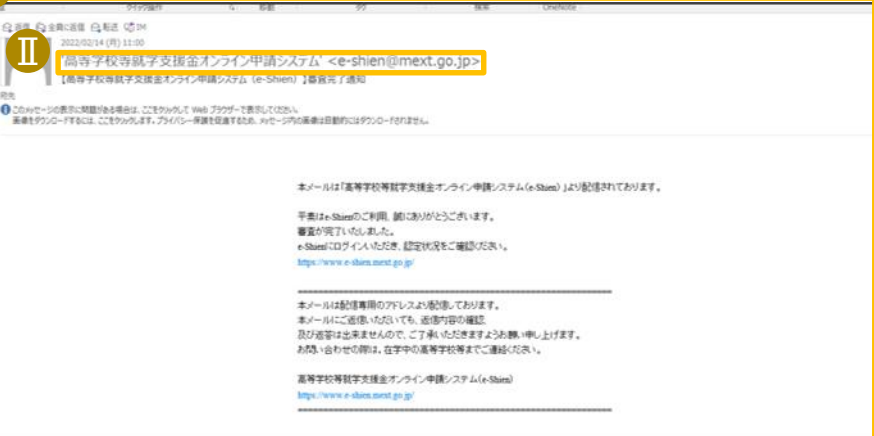 クイック操作 移動 タグ 検索 OneNote
返信 全員に返信 転送 IM
2022/02/14 (月) 11:00
Ⅱ
'高等学校等就学支援金オンライン申請システム' <e-shien@mext.go.jp>
【高等学校等就学支援金オンライン申請システム（e-Shien）】審査完了通知
宛先
このメッセージの表示に問題がある場合は、ここをクリックして Web ブラウザーで表示してください。
画像をダウンロードするには、ここをクリックします。プライバシー保護を促進するため、メッセージ内の画像は自動的にはダウンロードされません。
本メールは「高等学校等就学支援金オンライン申請システム（e-Shien）」より配信されております。
平素はe-Shienのご利用、誠にありがとうございます。
審査が完了いたしました。
e-Shienにログインいただき、認定状況をご確認ください。
https://www.e-shien.mext.go.jp/
本メールは配信専用のアドレスより配信しております。
本メールにご返信いただいても、返信内容の確認、
及び返答は出来ませんので、ご了承いただきますようお願い申し上げます。
お問い合わせの際は、在学中の高等学校等までご連絡ください。
高等学校等就学支援金オンライン申請システム(e-Shien)
https://www.e-shien.mext.go.jp/